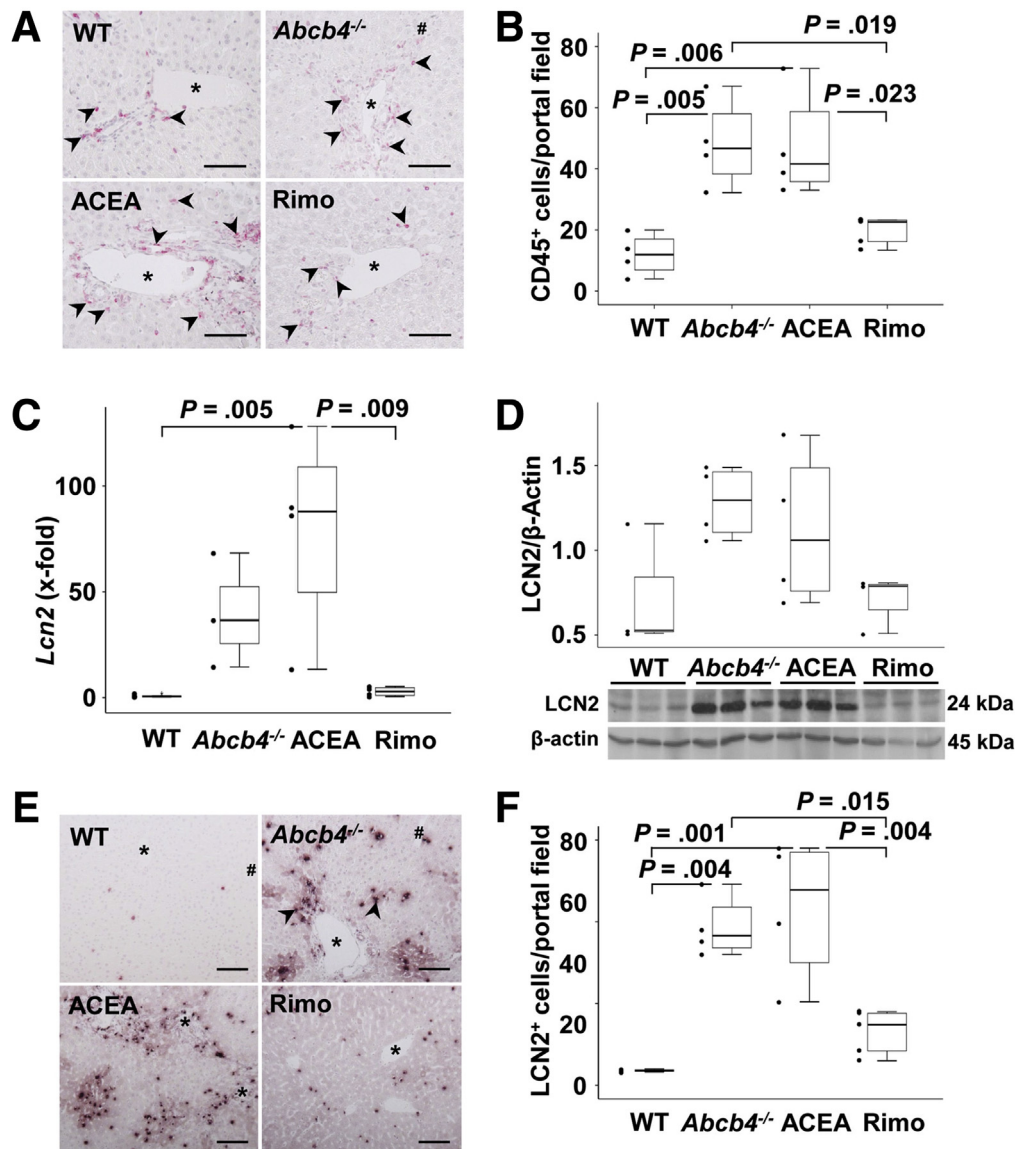 A
WT
*
Abcb4-/-
#
*
ACEA
*
Rimo
*
B
CD45+ cells/portal field
80
60
40
20
0
P = .019
P = .006
P = .005
P = .023
WT
Abcb4-/-
ACEA
Rimo
C
Lcn2 (x-fold)
100
50
0
P = .005
P = .009
WT
Abcb4-/-
ACEA
Rimo
D
LCN2/β-Actin
1.5
1.0
0.5
WT
Abcb4-/-
ACEA
Rimo
LCN2
24 kDa
β-actin
45 kDa
E
WT
*
#
Abcb4-/-
#
*
ACEA
*
*
Rimo
*
F
LCN2+ cells/portal field
80
60
40
20
0
P = .015
P = .001
P = .004
P = .004
WT
Abcb4-/-
ACEA
Rimo